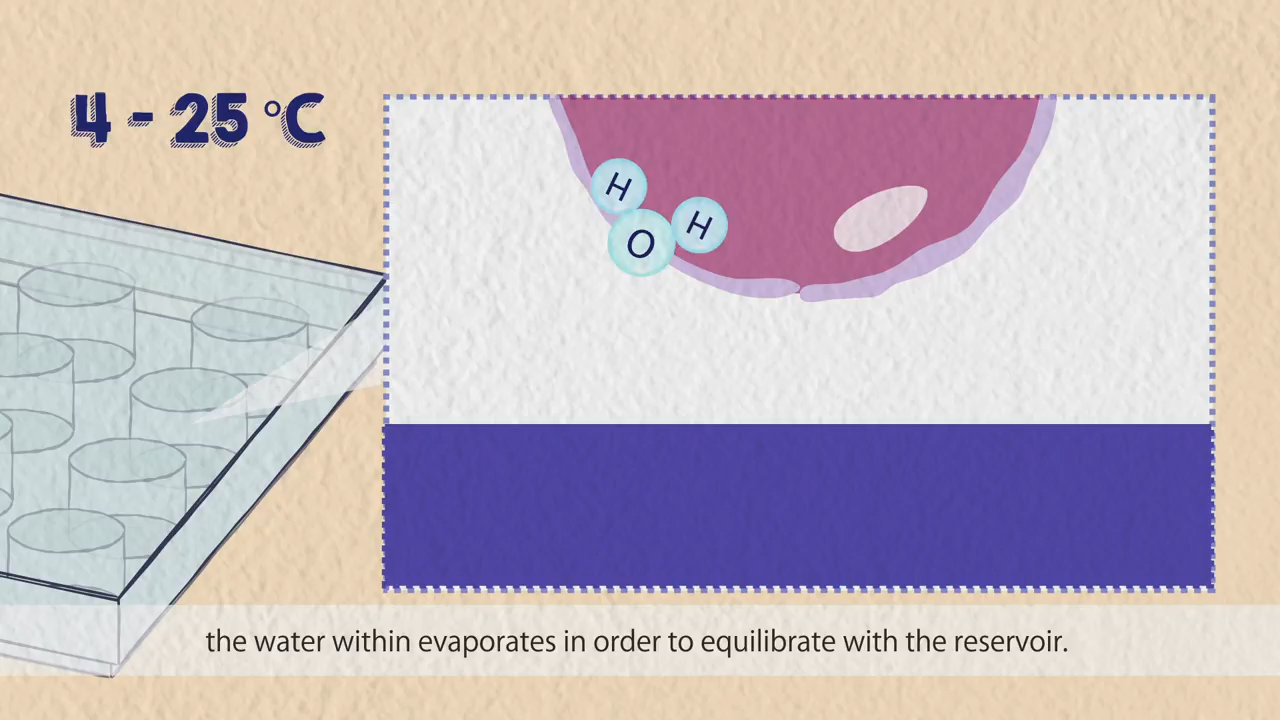 4 - 25 °C
H
H
O
the water within evaporates in order to equilibrate with the reservoir.